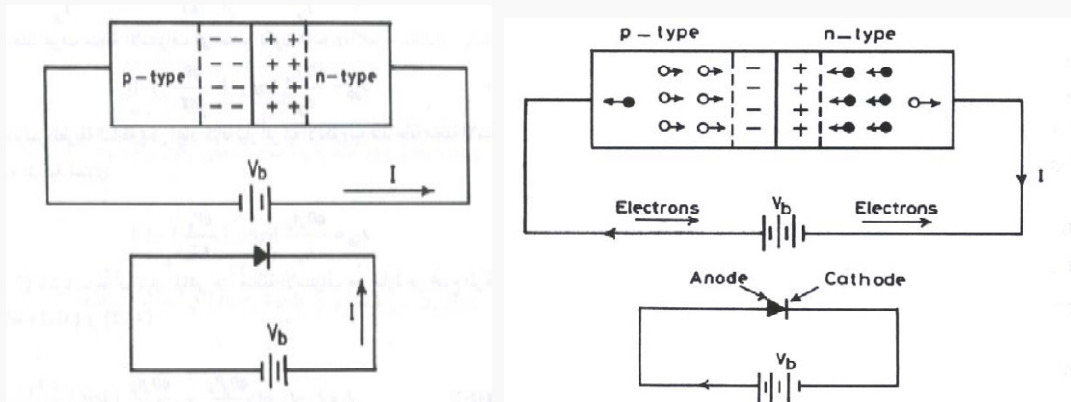 p-type
n-type
V_b
I
V_b
I
p-type
n-type
I
Electrons
V_b
Electrons
Anode
Cathode
V_b